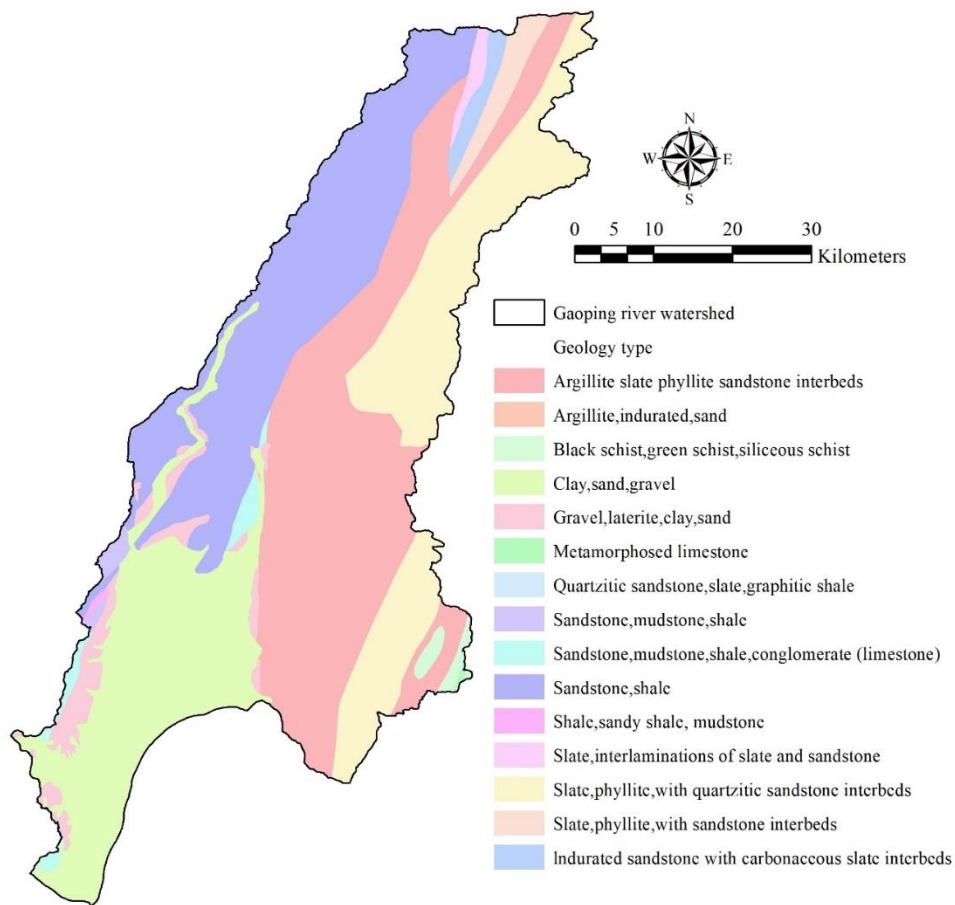 N
W E
S
0 5 10 20 30
Kilometers
Gaoping river watershed
Geology type
Argillite slate phyllite sandstone interbeds
Argillite,indurated,sand
Black schist,green schist,siliceous schist
Clay,sand,gravel
Gravel,laterite,clay,sand
Metamorphosed limestone
Quartzitic sandstone,slate,graphitic shale
Sandstone,mudstone,shale
Sandstone,mudstone,shale,conglomerate (limestone)
Sandstone,shale
Shale,sandy shale, mudstone
Slate,interlaminations of slate and sandstone
Slate,phyllite,with quartzitic sandstone interbeds
Slate,phyllite,with sandstone interbeds
Indurated sandstone with carbonaceous slate interbeds